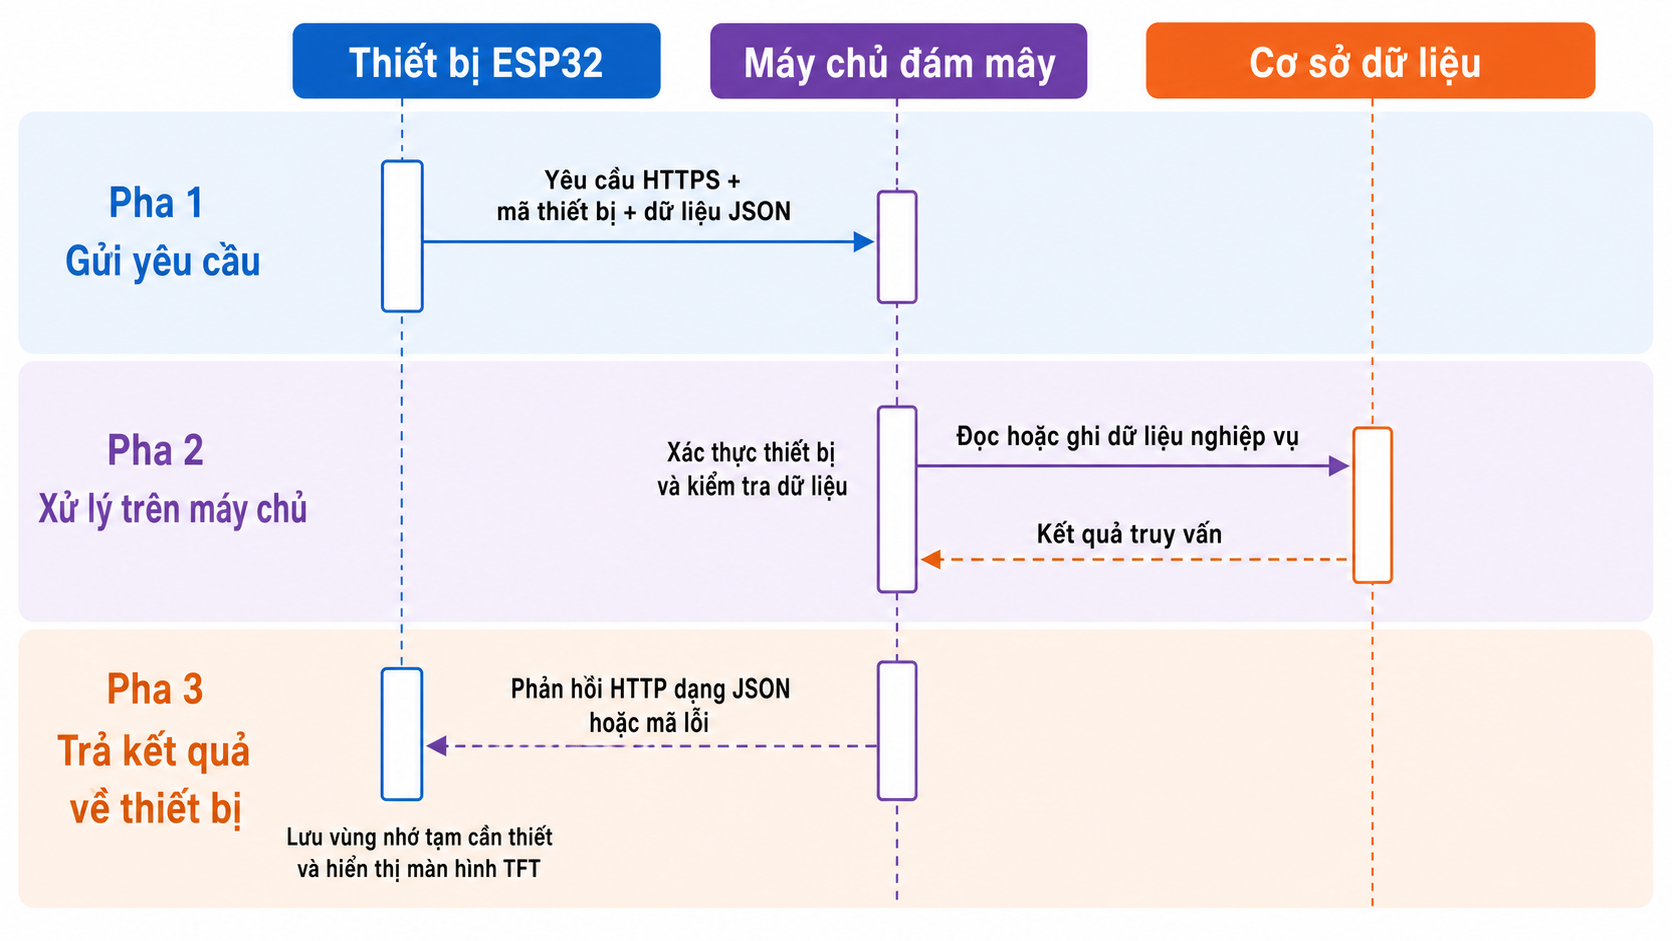 Thiết bị ESP32
Máy chủ đám mây
Cơ sở dữ liệu
Pha 1
Gửi yêu cầu
Yêu cầu HTTPS +
mã thiết bị + dữ liệu JSON
Pha 2
Xử lý trên máy chủ
Xác thực thiết bị
và kiểm tra dữ liệu
Đọc hoặc ghi dữ liệu nghiệp vụ
Kết quả truy vấn
Pha 3
Trả kết quả
về thiết bị
Phản hồi HTTP dạng JSON
hoặc mã lỗi
Lưu vùng nhớ tạm cần thiết
và hiển thị màn hình TFT